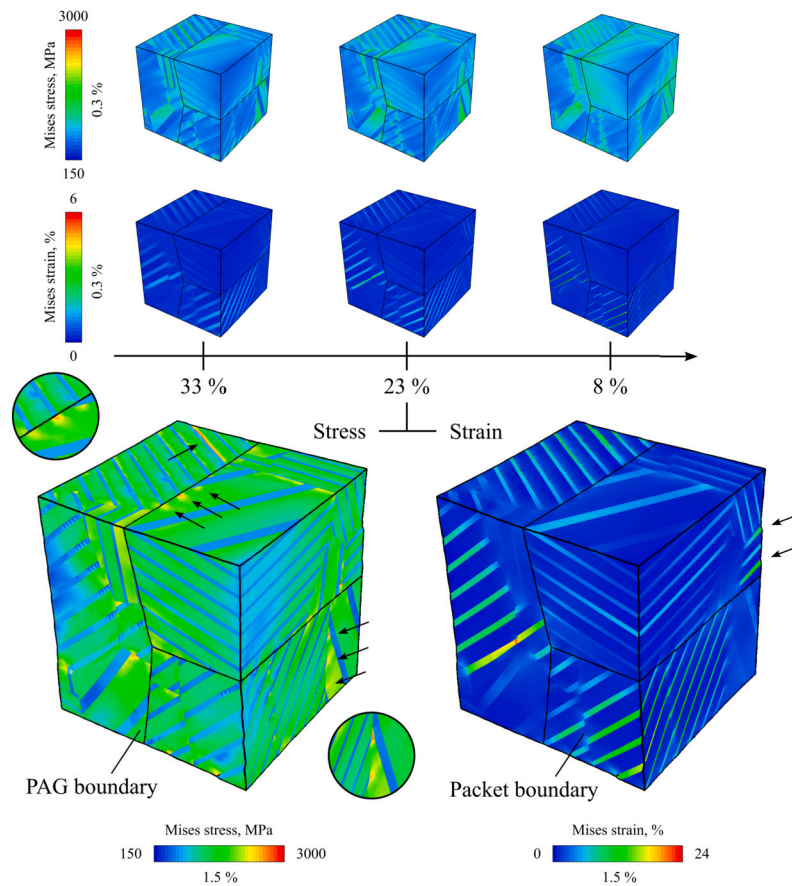 3000
Mises stress, MPa
0.3 %
150
6
Mises strain, %
0.3 %
0
33 %
23 %
8 %
Stress
Strain
PAG boundary
Packet boundary
Mises stress, MPa
150
3000
1.5 %
Mises strain, %
0
24
1.5 %